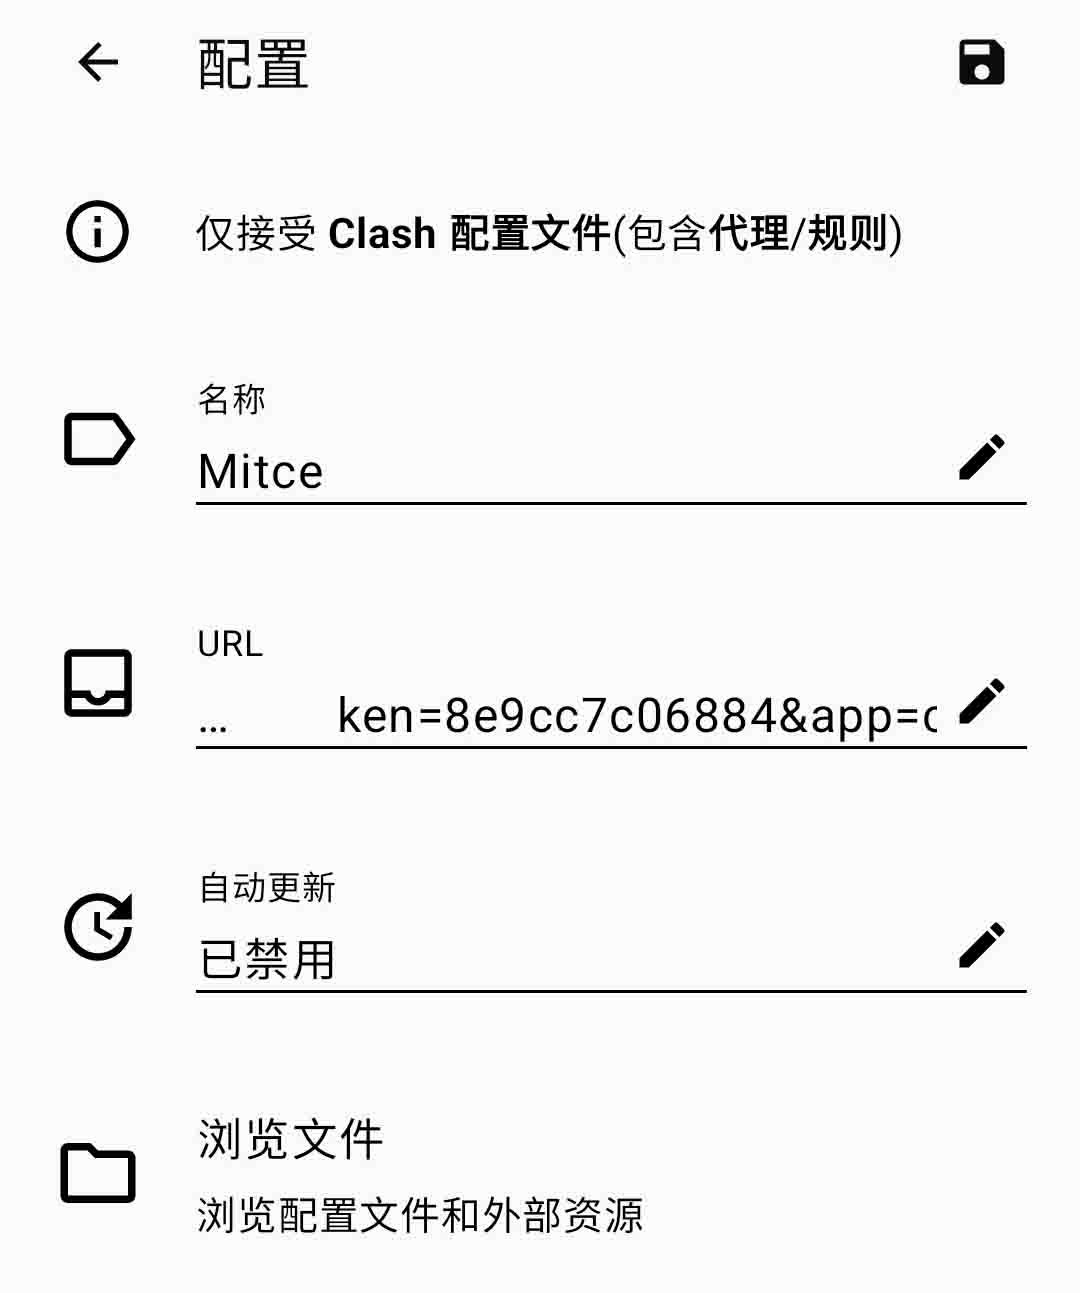 配置
仅接受 Clash 配置文件(包含代理/规则)
名称
Mitce
URL
... ken=8e9cc7c06884&app=c
自动更新
已禁用
浏览文件
浏览配置文件和外部资源